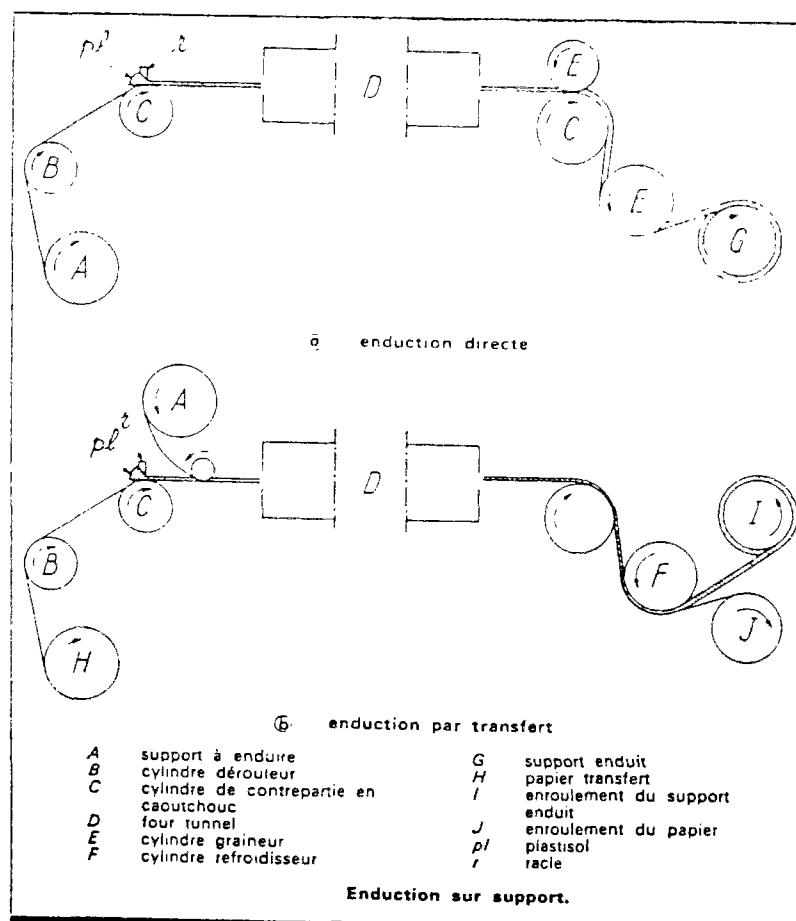 pl r
E
D
C
C
B
E
A
G
a enduction directe
A
r
pl
D
C
I
B
F
H
J
b enduction par transfert
A support à enduire
B cylindre dérouleur
C cylindre de contrepartie en
caoutchouc
D four tunnel
E cylindre graineur
F cylindre refroidisseur
G support enduit
H papier transfert
I enroulement du support
enduit
J enroulement du papier
pl plastisol
r racle
Enduction sur support.